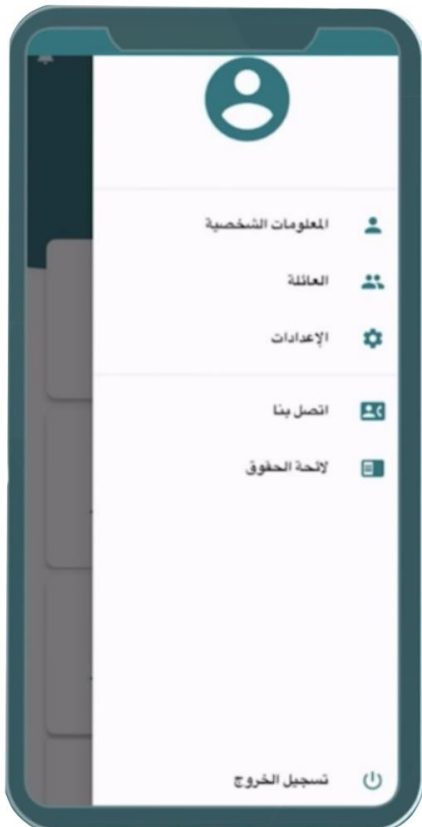 المعلومات الشخصية
العائلة
الإعدادات
اتصل بنا
لائحة الحقوق
تسجيل الخروج